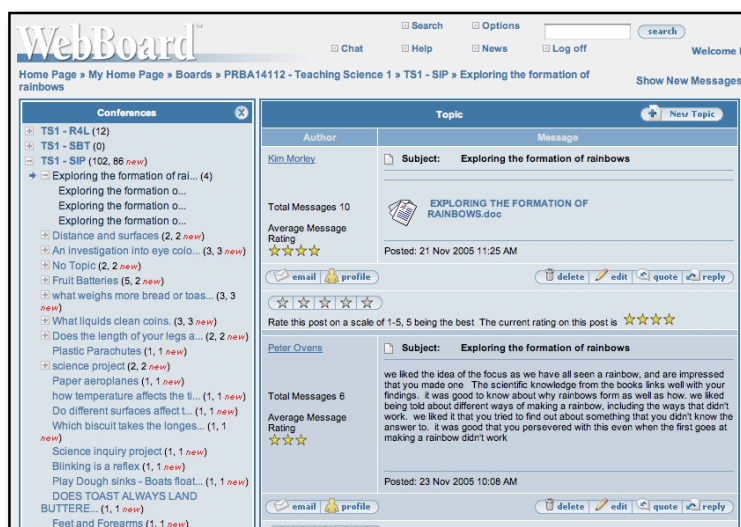 WebBoard™
Search
Options
search
Chat
Help
News
Log off
Welcome
Home Page » My Home Page » Boards » PRBA14112 - Teaching Science 1 » TS1 - SIP » Exploring the formation of
rainbows
Show New Messages
Conferences
TS1 - R4L (12)
TS1 - SBT (0)
TS1 - SIP (102, 86 new)
Exploring the formation of rai... (4)
Exploring the formation o...
Exploring the formation o...
Exploring the formation o...
Distance and surfaces (2, 2 new)
An investigation into eye colo... (3, 3 new)
No Topic (2, 2 new)
Fruit Batteries (5, 2 new)
what weighs more bread or toas... (3, 3
new)
What liquids clean coins. (3, 3 new)
Does the length of your legs a... (2, 2 new)
Plastic Parachutes (1, 1 new)
science project (2, 2 new)
Paper aeroplanes (1, 1 new)
how temperature affects the ti... (1, 1 new)
Do different surfaces affect t... (1, 1 new)
Which biscuit takes the longes... (1, 1
new)
Science inquiry project (1, 1 new)
Blinking is a reflex (1, 1 new)
Play Dough sinks - Boats float... (1, 1 new)
DOES TOAST ALWAYS LAND
BUTTERE... (1, 1 new)
Feet and Forearms (1, 1 new)
Topic
New Topic
Author
Message
Kim Morley
Subject: Exploring the formation of rainbows
Total Messages 10
EXPLORING THE FORMATION OF
RAINBOWS.doc
Average Message
Rating
Posted: 21 Nov 2005 11:25 AM
email profile
delete edit quote reply
Rate this post on a scale of 1-5, 5 being the best The current rating on this post is
Peter Ovens
Subject: Exploring the formation of rainbows
Total Messages 6
Average Message
Rating
we liked the idea of the focus as we have all seen a rainbow, and are impressed
that you made one The scientific knowledge from the books links well with your
findings. it was good to know about why rainbows form as well as how. we liked
being told about different ways of making a rainbow, including the ways that didn't
work. we liked it that you tried to find out about something that you didn't know the
answer to. it was good that you persevered with this even when the first goes at
making a rainbow didn't work
Posted: 23 Nov 2005 10:08 AM
email profile
delete edit quote reply